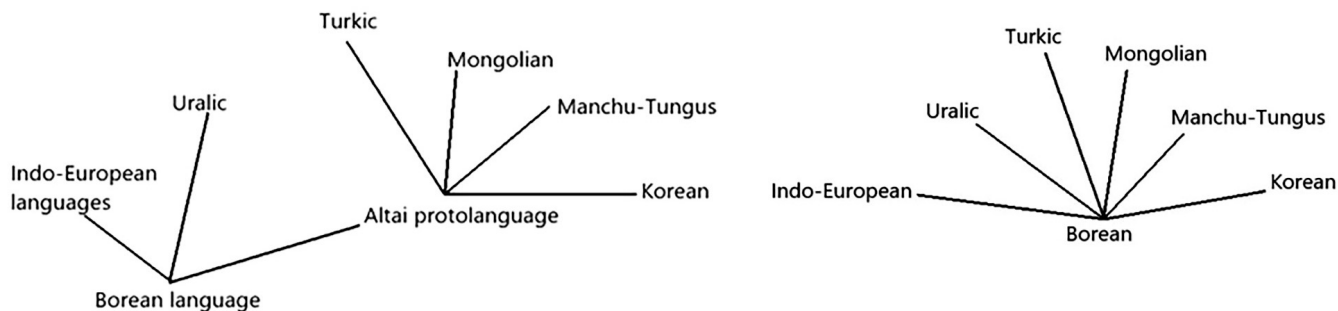 Turkic
Mongolian
Uralic
Manchu-Tungus
Indo-European
languages
Korean
Altai protolanguage
Borean language
Turkic
Mongolian
Uralic
Manchu-Tungus
Indo-European
Korean
Borean